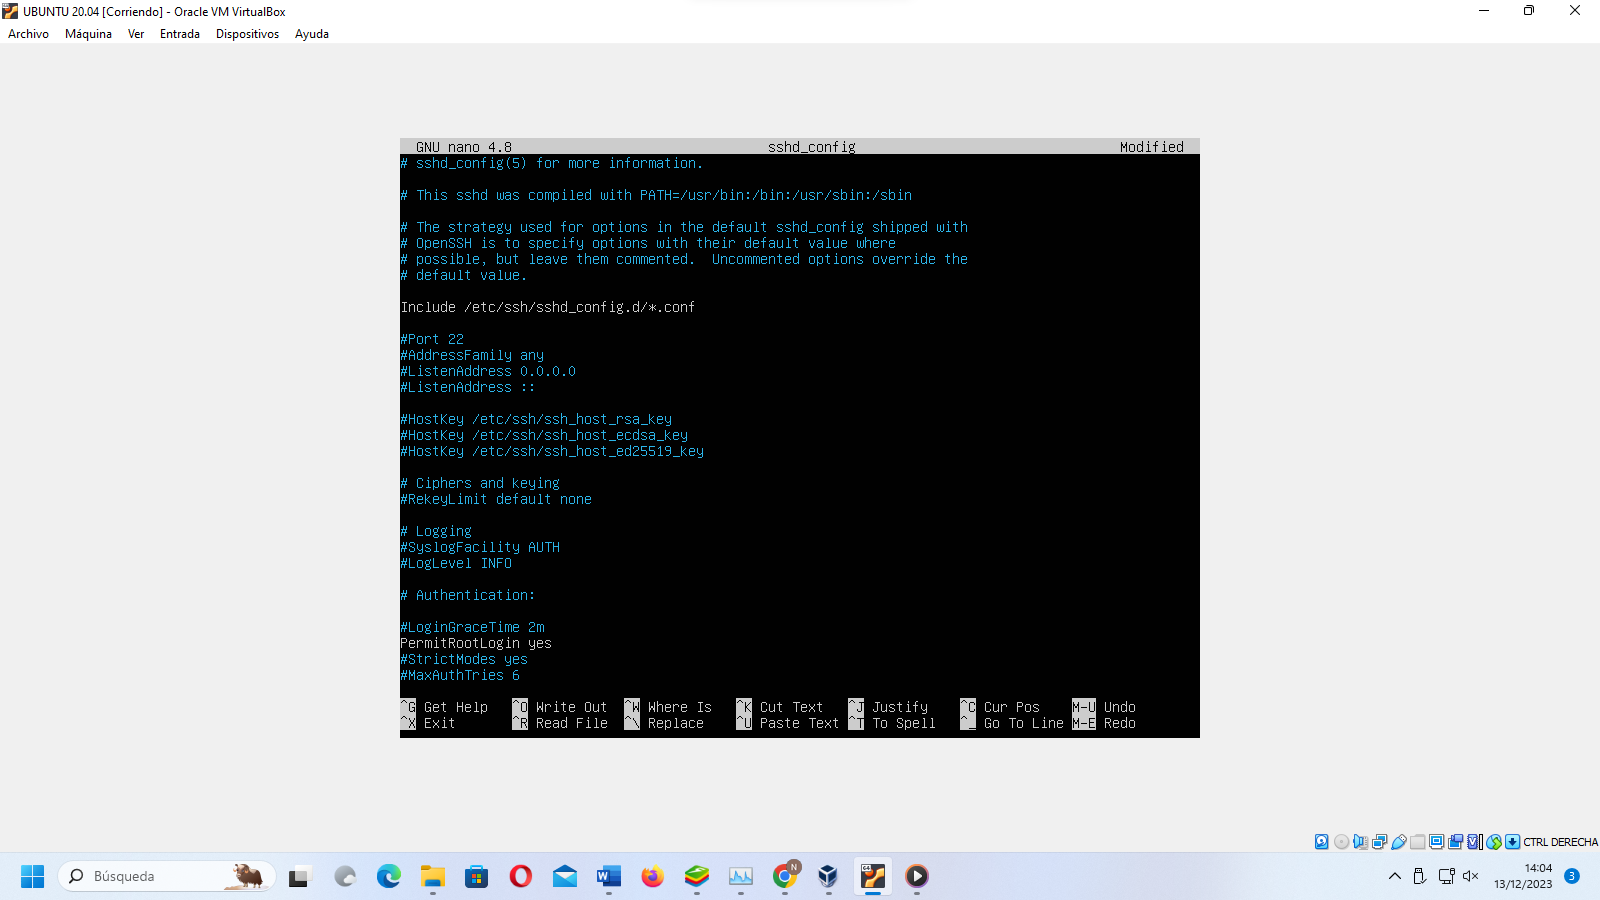 UBUNTU 20.04 [Corriendo] - Oracle VM VirtualBox
Archivo Máquina Ver Entrada Dispositivos Ayuda
GNU nano 4.8 sshd_config Modified
# sshd_config(5) for more information.
# This sshd was compiled with PATH=/usr/bin:/bin:/usr/sbin:/sbin
# The strategy used for options in the default sshd_config shipped with
# OpenSSH is to specify options with their default value where
# possible, but leave them commented.  Uncommented options override the
# default value.
Include /etc/ssh/sshd_config.d/*.conf
#Port 22
#AddressFamily any
#ListenAddress 0.0.0.0
#ListenAddress ::
#HostKey /etc/ssh/ssh_host_rsa_key
#HostKey /etc/ssh/ssh_host_ecdsa_key
#HostKey /etc/ssh/ssh_host_ed25519_key
# Ciphers and keying
#RekeyLimit default none
# Logging
#SyslogFacility AUTH
#LogLevel INFO
# Authentication:
#LoginGraceTime 2m
PermitRootLogin yes
#StrictModes yes
#MaxAuthTries 6
^G Get Help ^O Write Out ^W Where Is ^K Cut Text ^J Justify ^C Cur Pos M-U Undo
^X Exit ^R Read File ^\ Replace ^U Paste Text ^T To Spell ^_ Go To Line M-E Redo
CTRL DERECHA
Búsqueda
N
14:04
13/12/2023
3